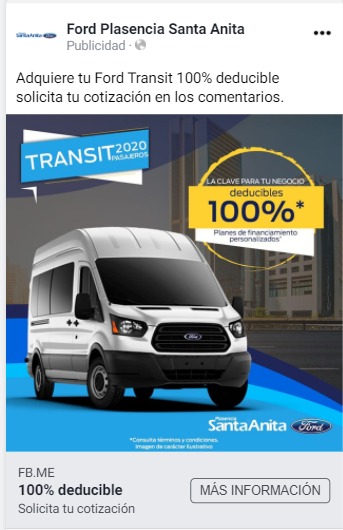 Ford Plasencia Santa Anita
Publicidad ·
Adquiere tu Ford Transit 100% deducible
solicita tu cotización en los comentarios.
TRANSIT 2020
PASAJEROS
LA CLAVE PARA TU NEGOCIO
deducibles
100%*
Planes de financiamiento
personalizados*
Ford
Plasencia
SantaAnita Ford
*Consulta términos y condiciones.
Imagen de carácter ilustrativo
FB.ME
100% deducible
Solicita tu cotización
MÁS INFORMACIÓN